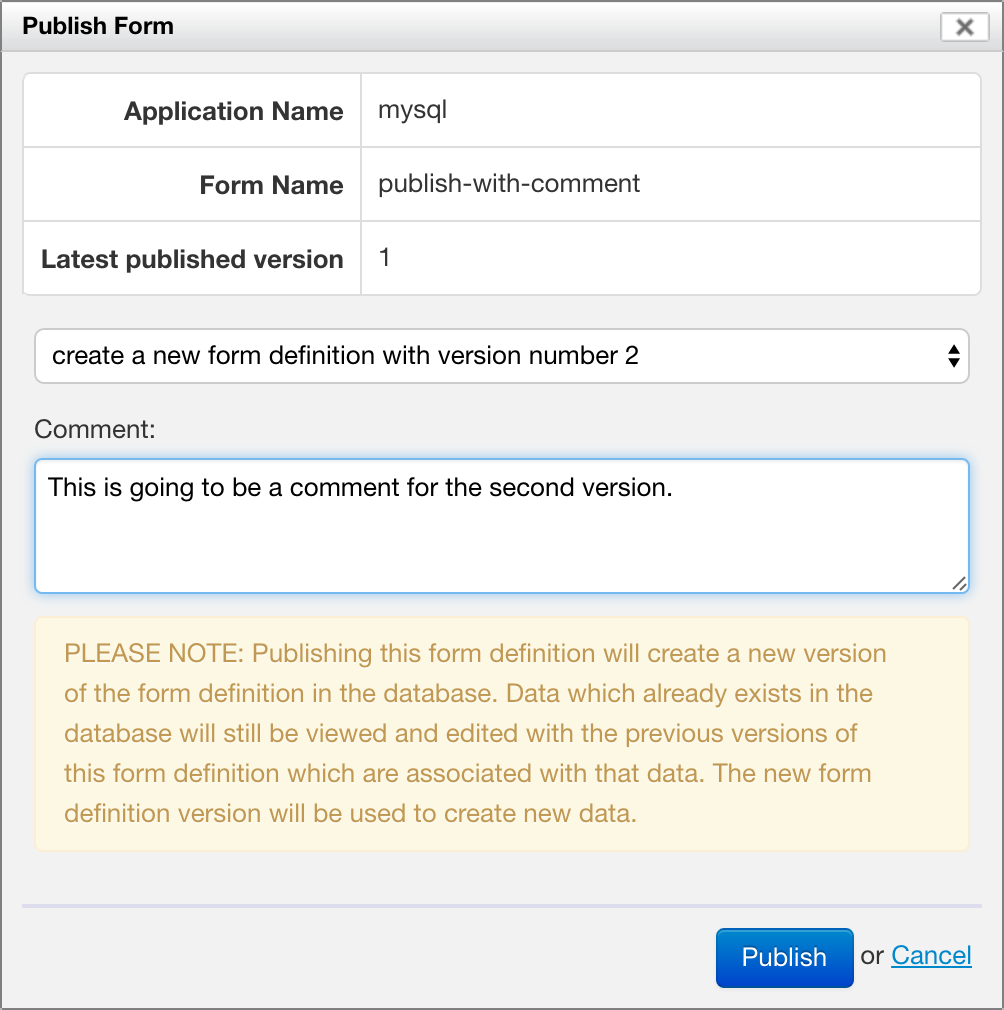 Publish Form
Application Name mysql
Form Name publish-with-comment
Latest published version 1
create a new form definition with version number 2
Comment:
This is going to be a comment for the second version.
PLEASE NOTE: Publishing this form definition will create a new version
of the form definition in the database. Data which already exists in the
database will still be viewed and edited with the previous versions of
this form definition which are associated with that data. The new form
definition version will be used to create new data.
Publish or Cancel